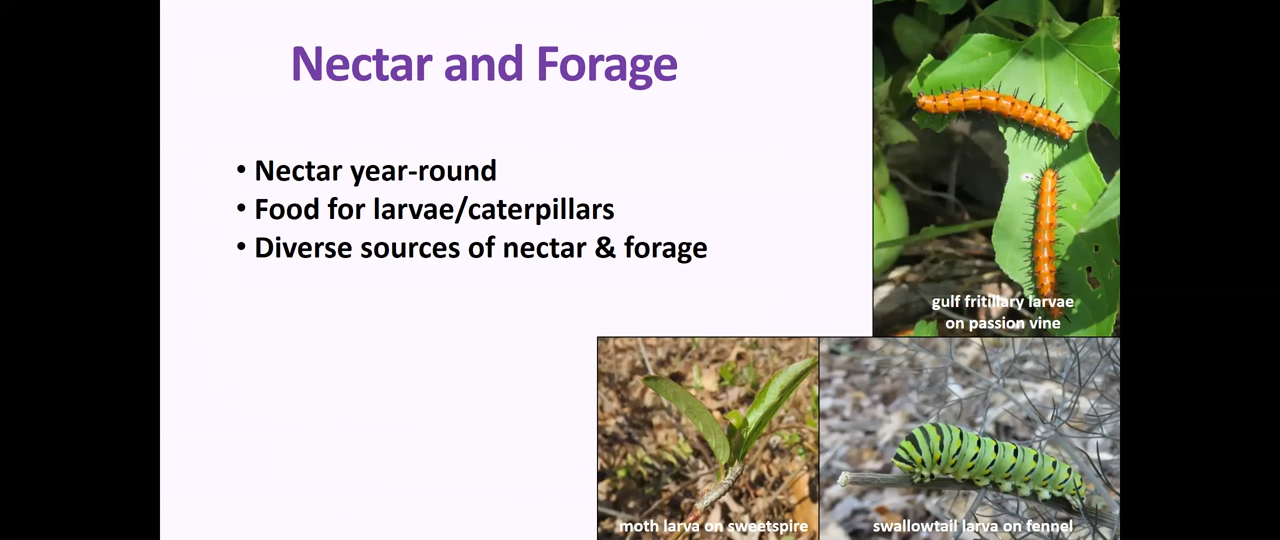 Nectar and Forage
• Nectar year-round
• Food for larvae/caterpillars
• Diverse sources of nectar & forage
gulf fritillary larvae
on passion vine
moth larva on sweetspire
swallowtail larva on fennel